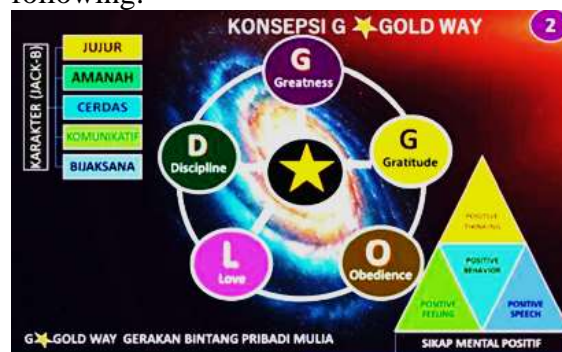 following:
KONSEPSI G⭐GOLD WAY
2
KARAKTER (JACK-B)
JUJUR
AMANAH
CERDAS
KOMUNIKATIF
BIJAKSANA
G
Greatness
G
Gratitude
O
Obedience
L
Love
D
Discipline
POSITIVE
THINKING
POSITIVE
BEHAVIOR
POSITIVE
FEELING
POSITIVE
SPEECH
SIKAP MENTAL POSITIF
G⭐GOLD WAY GERAKAN BINTANG PRIBADI MULIA